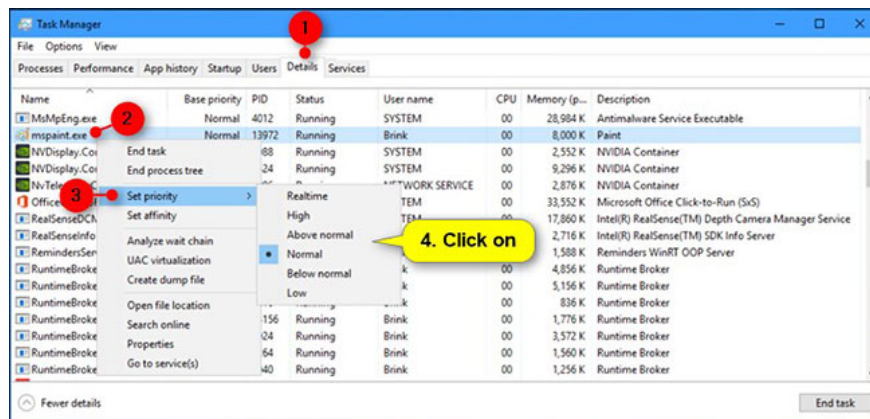 Task Manager
File Options View
1
Processes Performance App history Startup Users Details Services
Name Base priority PID Status User name CPU Memory (p... Description
MsMpEng.exe Normal 4012 Running SYSTEM 00 28,984 K Antimalware Service Executable
mspaint.exe 2 Normal 13972 Running Brink 00 8,000 K Paint
NVDisplay.Co Running SYSTEM 00 2,552 K NVIDIA Container
NVDisplay.Co Running SYSTEM 00 9,296 K NVIDIA Container
NvTele Running NETWORK SERVICE 00 2,876 K NVIDIA Container
Office 00 33,552 K Microsoft Office Click-to-Run (SxS)
RealSenseDCM 00 17,860 K Intel(R) RealSense(TM) Depth Camera Manager Service
RealSenseInfo 2,716 K Intel(R) RealSense(TM) SDK Info Server
RemindersSer 1,588 K Reminders WinRT OOP Server
RuntimeBroke 00 4,856 K Runtime Broker
RuntimeBroke 00 5,156 K Runtime Broker
RuntimeBroke 00 836 K Runtime Broker
RuntimeBroke 156 Running Brink 00 1,776 K Runtime Broker
RuntimeBroke 24 Running Brink 00 3,572 K Runtime Broker
RuntimeBroke 64 Running Brink 00 1,560 K Runtime Broker
RuntimeBroke 40 Running Brink 00 1,256 K Runtime Broker
End task
End process tree
3
Set priority
Set affinity
Analyze wait chain
UAC virtualization
Create dump file
Open file location
Search online
Properties
Go to service(s)
Realtime
High
Above normal
Normal
Below normal
Low
4. Click on
Fewer details
End task